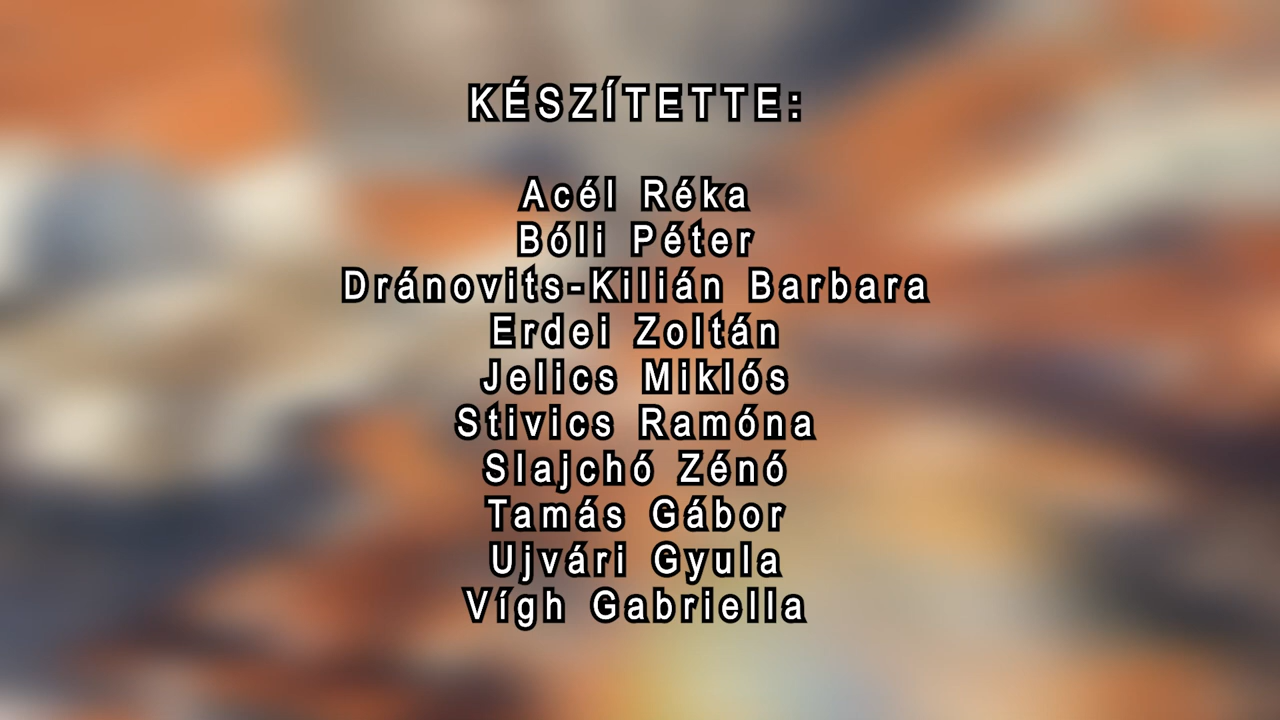 KÉSZÍTETTE:
Acél Réka
Bóli Péter
Dránovits-Kilián Barbara
Erdei Zoltán
Jelics Miklós
Stivics Ramóna
Slajchó Zénó
Tamás Gábor
Ujvári Gyula
Vígh Gabriella